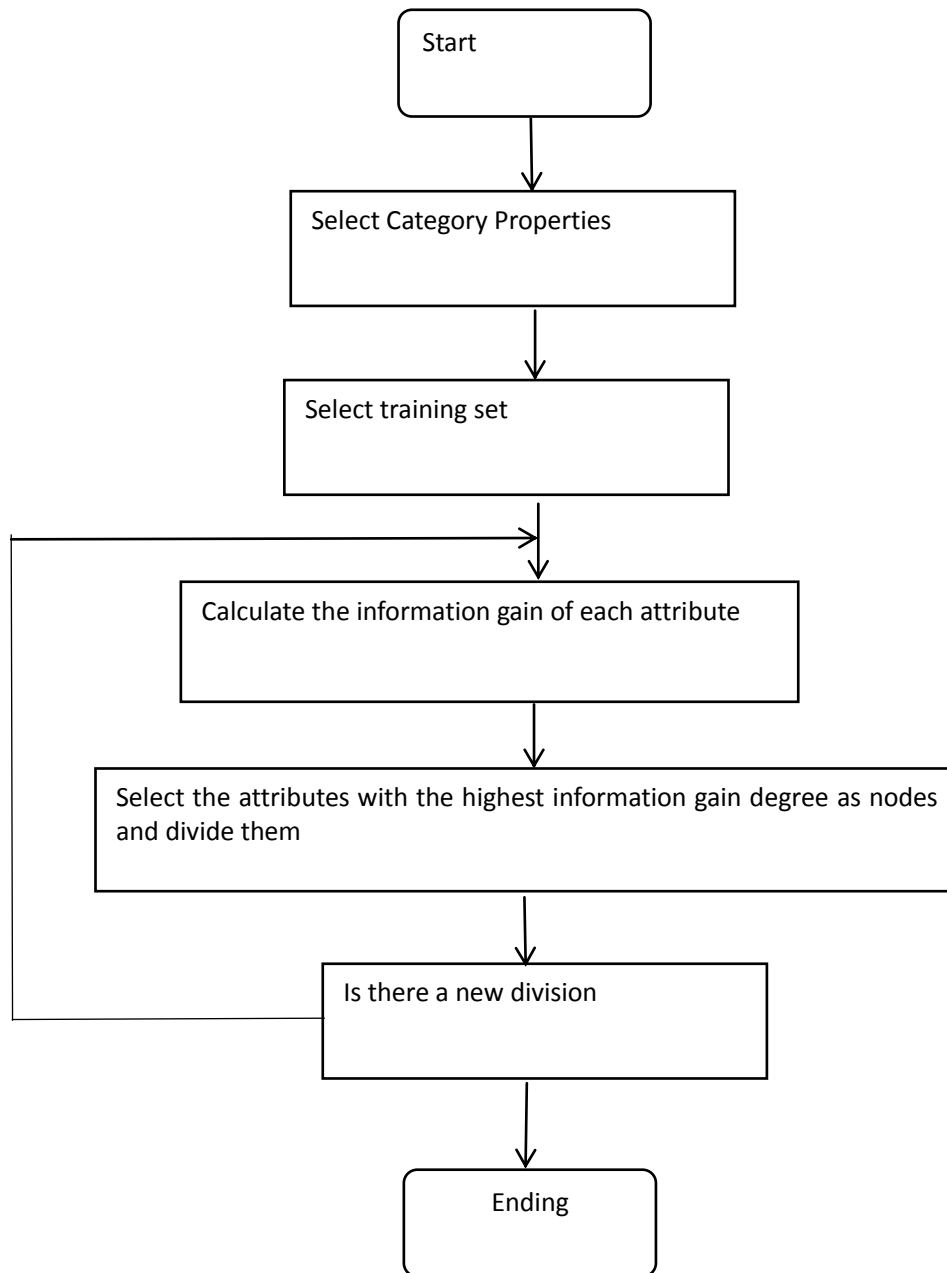 Start
Select Category Properties
Select training set
Calculate the information gain of each attribute
Select the attributes with the highest information gain degree as nodes
and divide them
Is there a new division
Ending